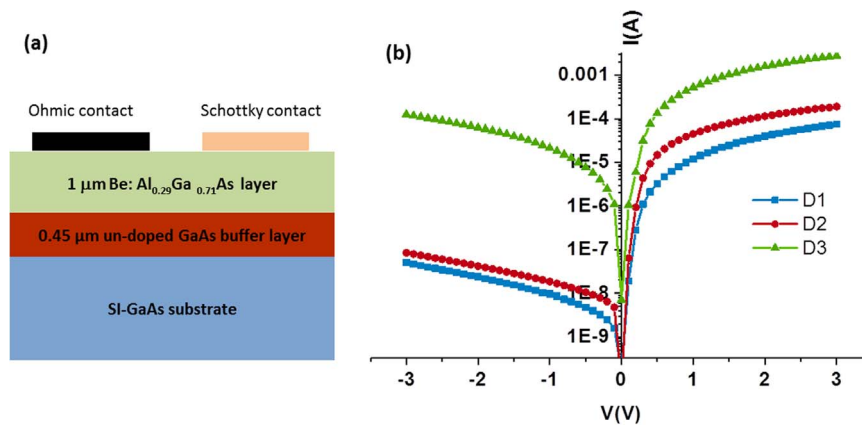 (a)
Ohmic contact
Schottky contact
1 μm Be: Al0.29Ga 0.71As layer
0.45 μm un-doped GaAs buffer layer
SI-GaAs substrate
(b)
I(A)
0.001
1E-4
1E-5
1E-6
1E-7
1E-8
1E-9
D1
D2
D3
-3 -2 -1 0 1 2 3
V(V)